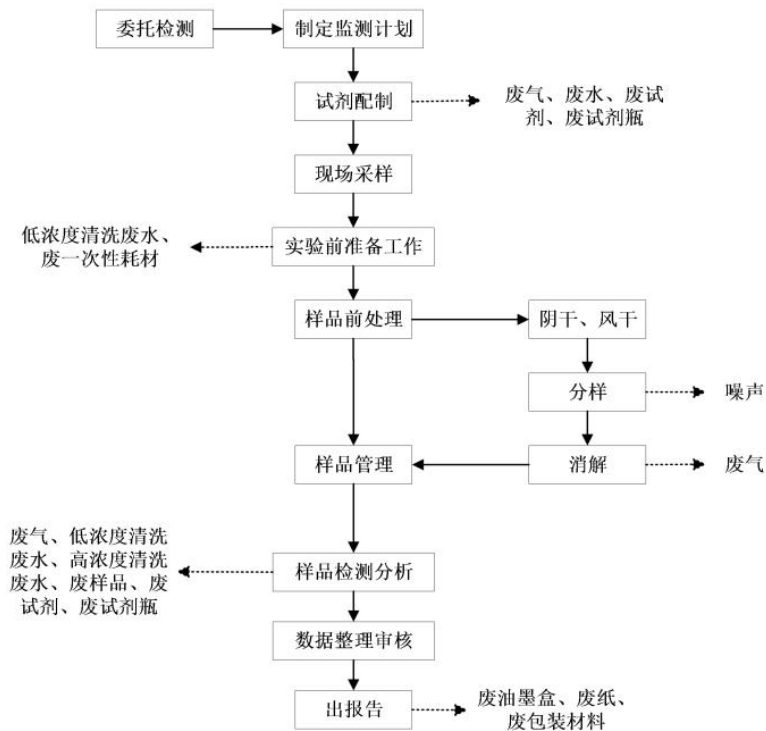 委托检测
制定监测计划
试剂配制
废气、废水、废试
剂、废试剂瓶
现场采样
低浓度清洗废水、
废一次性耗材
实验前准备工作
样品前处理
阴干、风干
分样
噪声
样品管理
消解
废气
废气、低浓度清洗
废水、高浓度清洗
废水、废样品、废
试剂、废试剂瓶
样品检测分析
数据整理审核
出报告
废油墨盒、废纸、
废包装材料